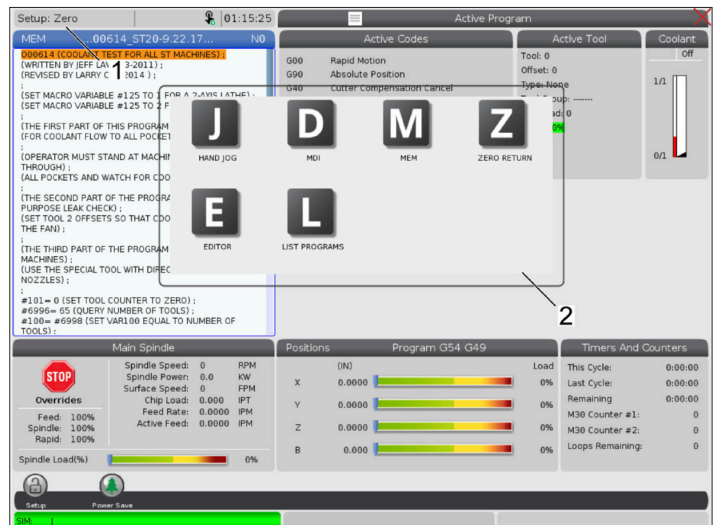 Setup: Zero
01:15:25
Active Program
MEM ...00614_ST20-9.22.17... N0
O00614 (COOLANT TEST FOR ALL ST MACHINES) ;
(WRITTEN BY JEFF LAW 3-2011) ;
(REVISED BY LARRY C 2014 ) ;
;
(SET MACRO VARIABLE #125 TO 1 FOR A 2-AXIS LATHE) ;
(SET MACRO VARIABLE #125 TO 2 F
;
(THE FIRST PART OF THIS PROGRAM
(FOR COOLANT FLOW TO ALL POCKET
;
(OPERATOR MUST STAND AT MACHIN
THROUGH) ;
(ALL POCKETS AND WATCH FOR COO
;
(THE SECOND PART OF THE PROGRA
PURPOSE LEAK CHECK) ;
(SET TOOL 2 OFFSETS SO THAT COO
THE FAN) ;
;
(THE THIRD PART OF THE PROGRAM
MACHINES) ;
(USE THE SPECIAL TOOL WITH DIREC
NOZZLES) ;
;
#101= 0 (SET TOOL COUNTER TO ZERO) ;
#6996= 65 (QUERY NUMBER OF TOOLS) ;
#100= #6998 (SET VAR100 EQUAL TO NUMBER OF
TOOLS) ;
1
Active Codes
G00 Rapid Motion
G90 Absolute Position
G40 Cutter Compensation Cancel
Active Tool
Tool: 0
Offset: 0
Type: None
oup: -------
ad: 0
0%
Coolant
Off
1/1
0/1
J
HAND JOG
D
MDI
M
MEM
Z
ZERO RETURN
E
EDITOR
L
LIST PROGRAMS
2
Main Spindle
STOP
Overrides
Feed: 100%
Spindle: 100%
Rapid: 100%
Spindle Speed: 0 RPM
Spindle Power: 0.0 KW
Surface Speed: 0 FPM
Chip Load: 0.000 IPT
Feed Rate: 0.0000 IPM
Active Feed: 0.0000 IPM
Spindle Load(%) 0%
Positions Program G54 G49
(IN) Load
X 0.0000 0%
Y 0.0000 0%
Z 0.0000 0%
B 0.000 0%
Timers And Counters
This Cycle: 0:00:00
Last Cycle: 0:00:00
Remaining 0:00:00
M30 Counter #1: 0
M30 Counter #2: 0
Loops Remaining: 0
Setup
Power Save
SIM: